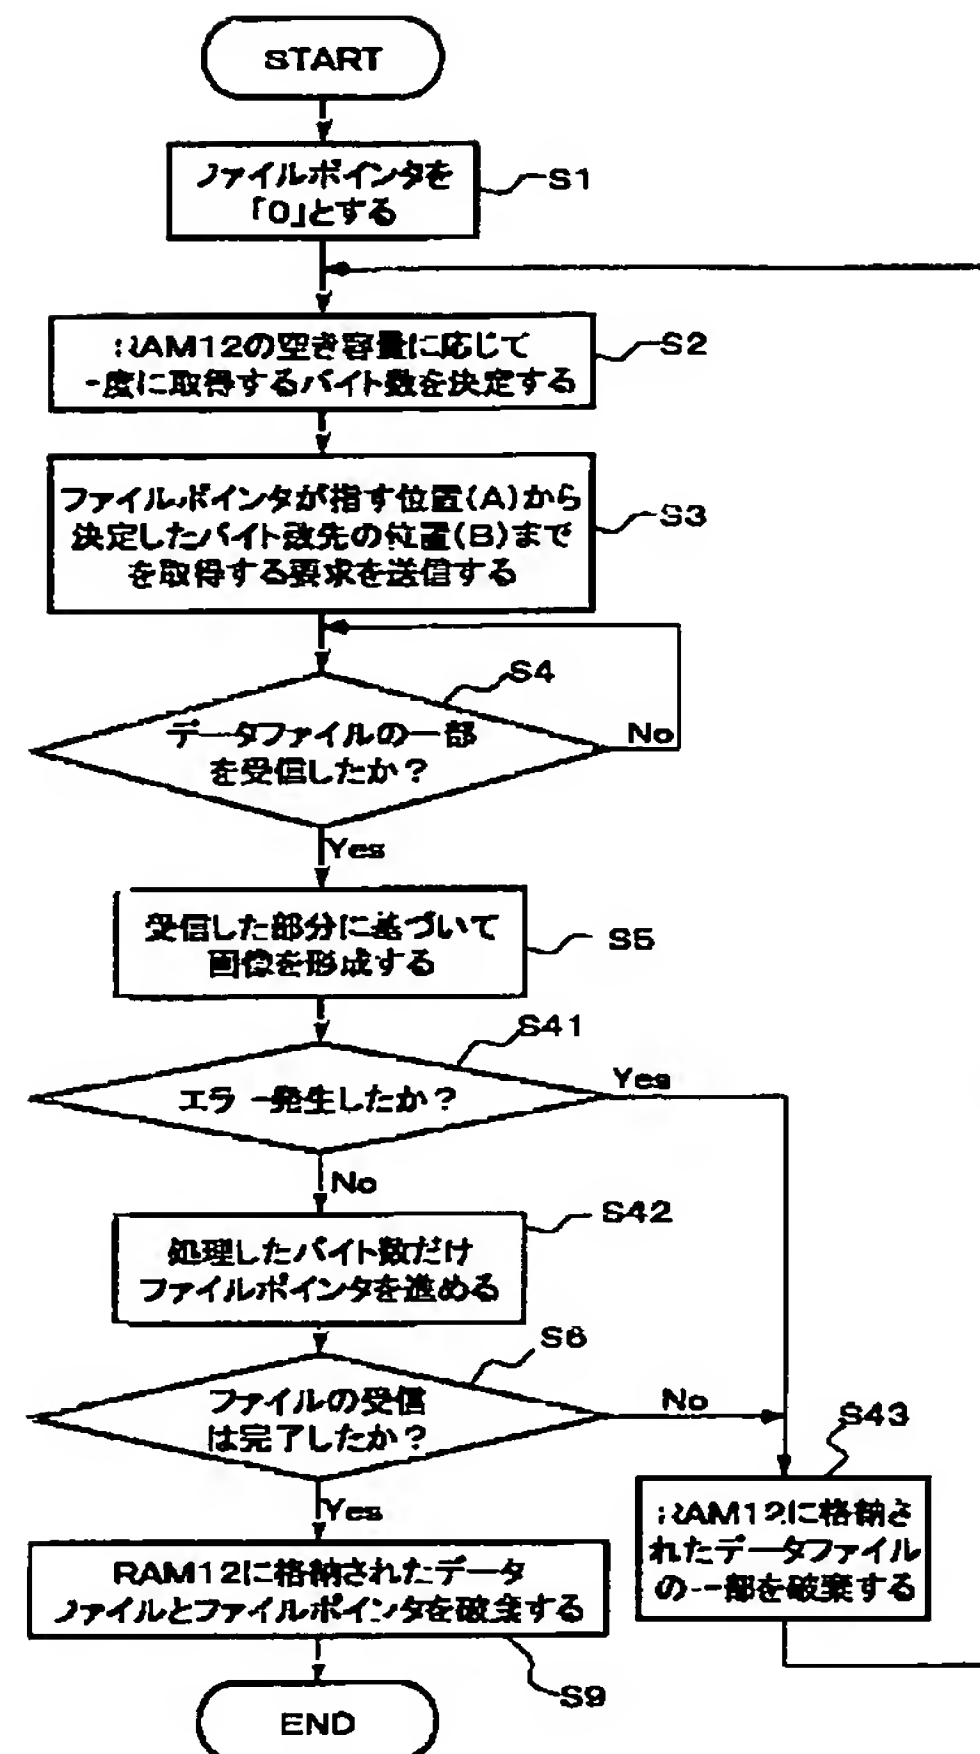 START
ファイルポインタを
「0」とする
S1
RAM12の空き容量に応じて
一度に取得するバイト数を決定する
S2
ファイルポインタが指す位置(A)から
決定したバイト数先の位置(B)まで
を取得する要求を送信する
S3
S4
データファイルの一部
を受信したか？
No
Yes
受信した部分に基づいて
画像を形成する
S5
S41
エラー発生したか？
Yes
No
S42
処理したバイト数だけ
ファイルポインタを進める
S6
ファイルの受信
は完了したか？
No
Yes
S43
RAM12に格納さ
れたデータファイル
の一部を破棄する
RAM12に格納されたデータ
ファイルとファイルポインタを破棄する
S9
END